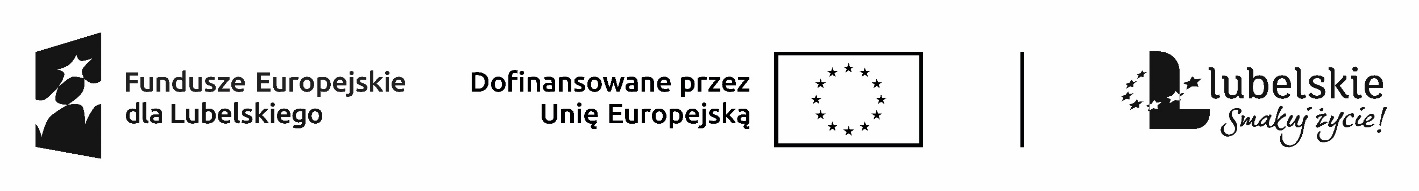 Fundusze Europejskie
dla Lubelskiego
Dofinansowane przez
Unię Europejską
lubelskie
Smakuj życie!